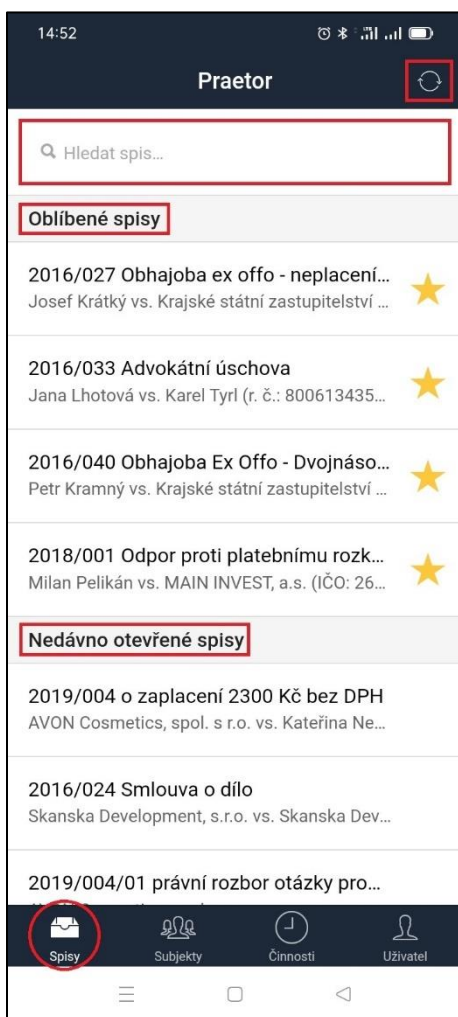 14:52
Praetor
Hledat spis...
Oblíbené spisy
2016/027 Obhajoba ex offo - neplacení...
Josef Krátký vs. Krajské státní zastupitelství ...
2016/033 Advokátní úschova
Jana Lhotová vs. Karel Tyrl (r. č.: 800613435...
2016/040 Obhajoba Ex Offo - Dvojnáso...
Petr Kramný vs. Krajské státní zastupitelství ...
2018/001 Odpor proti platebnímu rozk...
Milan Pelikán vs. MAIN INVEST, a.s. (IČO: 26...
Nedávno otevřené spisy
2019/004 o zaplacení 2300 Kč bez DPH
AVON Cosmetics, spol. s r.o. vs. Kateřina Ne...
2016/024 Smlouva o dílo
Skanska Development, s.r.o. vs. Skanska Dev...
2019/004/01 právní rozbor otázky pro...
Spisy Subjekty Činnosti Uživatel